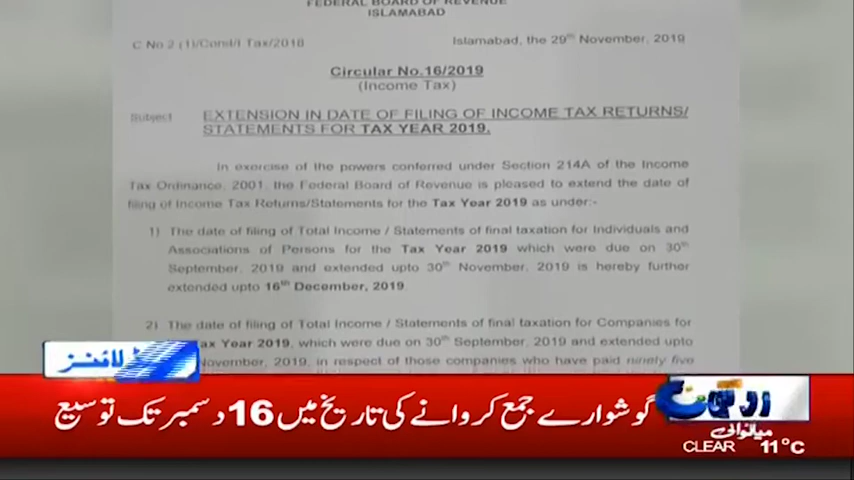 FEDERAL BOARD OF REVENUE
ISLAMABAD
C No.2 (1)/Cond/I Tax/2018
Islamabad, the 29th November, 2019
Circular No.16/2019
(Income Tax)
Subject EXTENSION IN DATE OF FILING OF INCOME TAX RETURNS/
STATEMENTS FOR TAX YEAR 2019.
In exercise of the powers conferred under Section 214A of the Income
Tax Ordinance, 2001, the Federal Board of Revenue is pleased to extend the date of
filing of Income Tax Returns/Statements for the Tax Year 2019 as under:-
1) The date of filing of Total Income / Statements of final taxation for Individuals and
Associations of Persons for the Tax Year 2019 which were due on 30th
September, 2019 and extended upto 30th November, 2019 is hereby further
extended upto 16th December, 2019.
2) The date of filing of Total Income / Statements of final taxation for Companies for
Tax Year 2019, which were due on 30th September, 2019 and extended upto
November, 2019, in respect of those companies who have paid ninety five
لائنز
گوشوارے جمع کروانے کی تاریخ میں 16 دسمبر تک توسیع
میانوالی
CLEAR 11°C